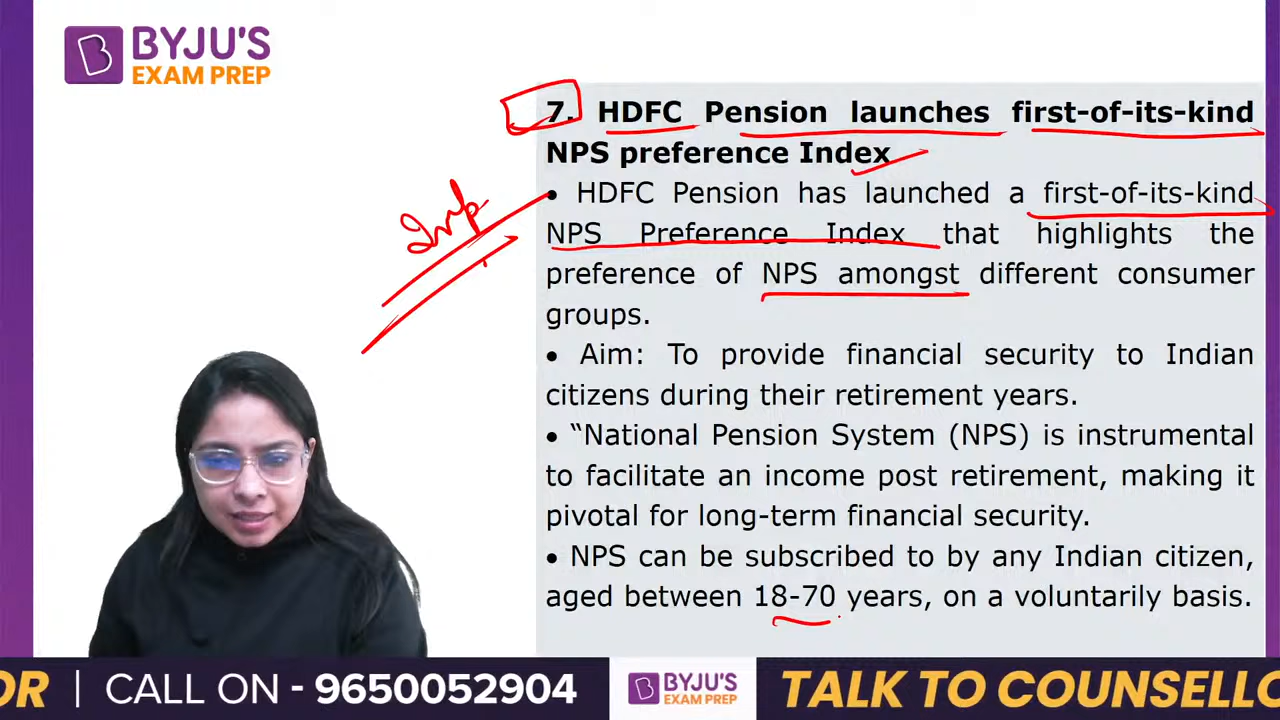 BYJU'S
EXAM PREP
7. HDFC Pension launches first-of-its-kind
NPS preference Index
• HDFC Pension has launched a first-of-its-kind
NPS Preference Index that highlights the
preference of NPS amongst different consumer
groups.
• Aim: To provide financial security to Indian
citizens during their retirement years.
• “National Pension System (NPS) is instrumental
to facilitate an income post retirement, making it
pivotal for long-term financial security.
• NPS can be subscribed to by any Indian citizen,
aged between 18-70 years, on a voluntarily basis.
Imp
OR | CALL ON - 9650052904
BYJU'S
EXAM PREP
TALK TO COUNSELLO